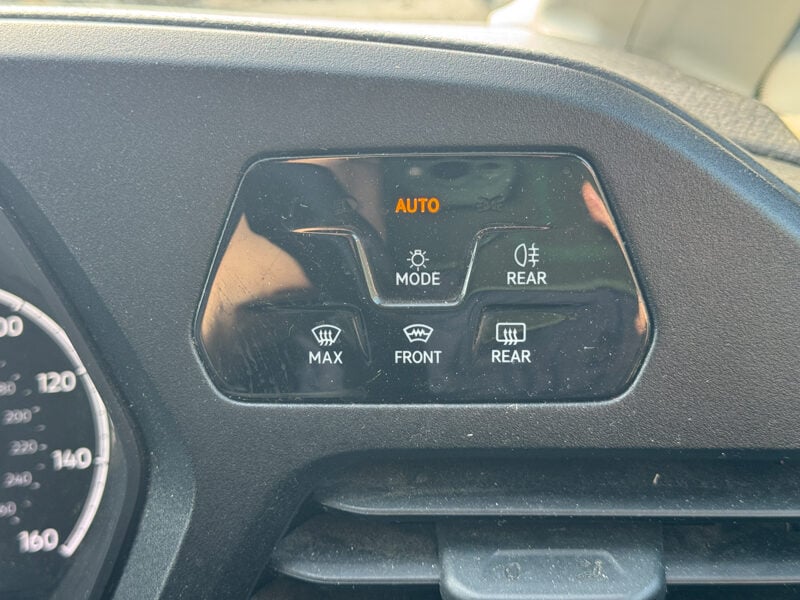 AUTO
MODE REAR
MAX FRONT REAR
120
200
220
140
240
160